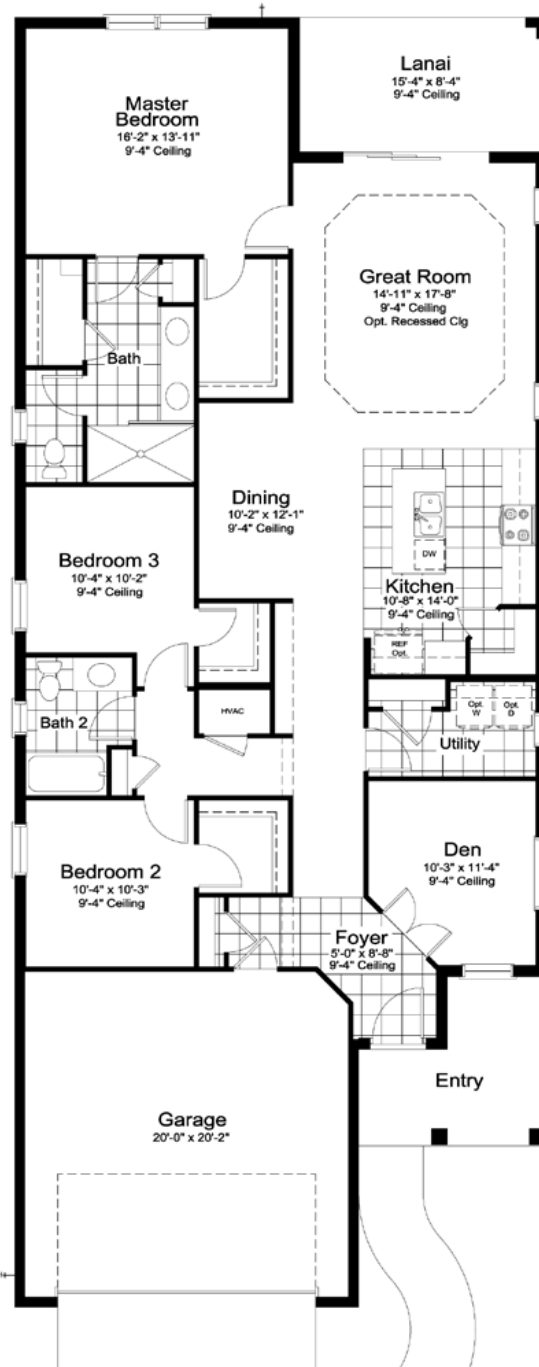 Lanai
15'-4" x 8'-4"
9'-4" Ceiling
Master
Bedroom
16'-2" x 13'-11"
9'-4" Ceiling
Great Room
14'-11" x 17'-8"
9'-4" Ceiling
Opt. Recessed Clg
Bath
Dining
10'-2" x 12'-1"
9'-4" Ceiling
DW
Bedroom 3
10'-4" x 10'-2"
9'-4" Ceiling
Kitchen
10'-8" x 14'-0"
9'-4" Ceiling
REF
Opt.
HVAC
Opt.
W
Opt.
D
Bath 2
Utility
Den
10'-3" x 11'-4"
9'-4" Ceiling
Bedroom 2
10'-4" x 10'-3"
9'-4" Ceiling
Foyer
5'-0" x 8'-8"
9'-4" Ceiling
Entry
Garage
20'-0" x 20'-2"